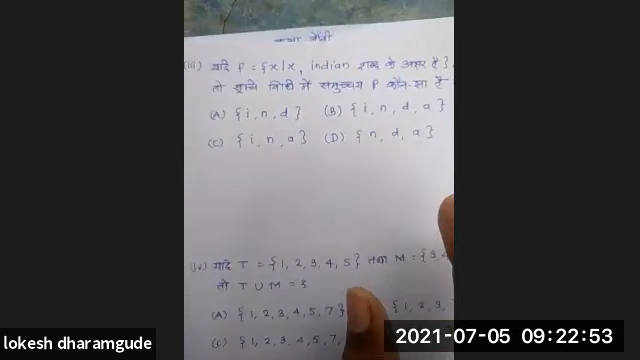 कक्षा नौवीं
(iii) यदि P = {x|x, indian शब्द के अक्षर है}
तो सूची विधि में समुच्चय P कौन-सा है
(A) {i, n, d} (B) {i, n, d, a}
(C) {i, n, a} (D) {n, d, a}
(iv) यदि T = {1, 2, 3, 4, 5} तथा M = {3, 4
तो T U M =
(A) {1, 2, 3, 4, 5, 7} {1, 2, 3,
(C) {1, 2, 3, 4, 5, 7,
lokesh dharamgude
2021-07-05 09:22:53